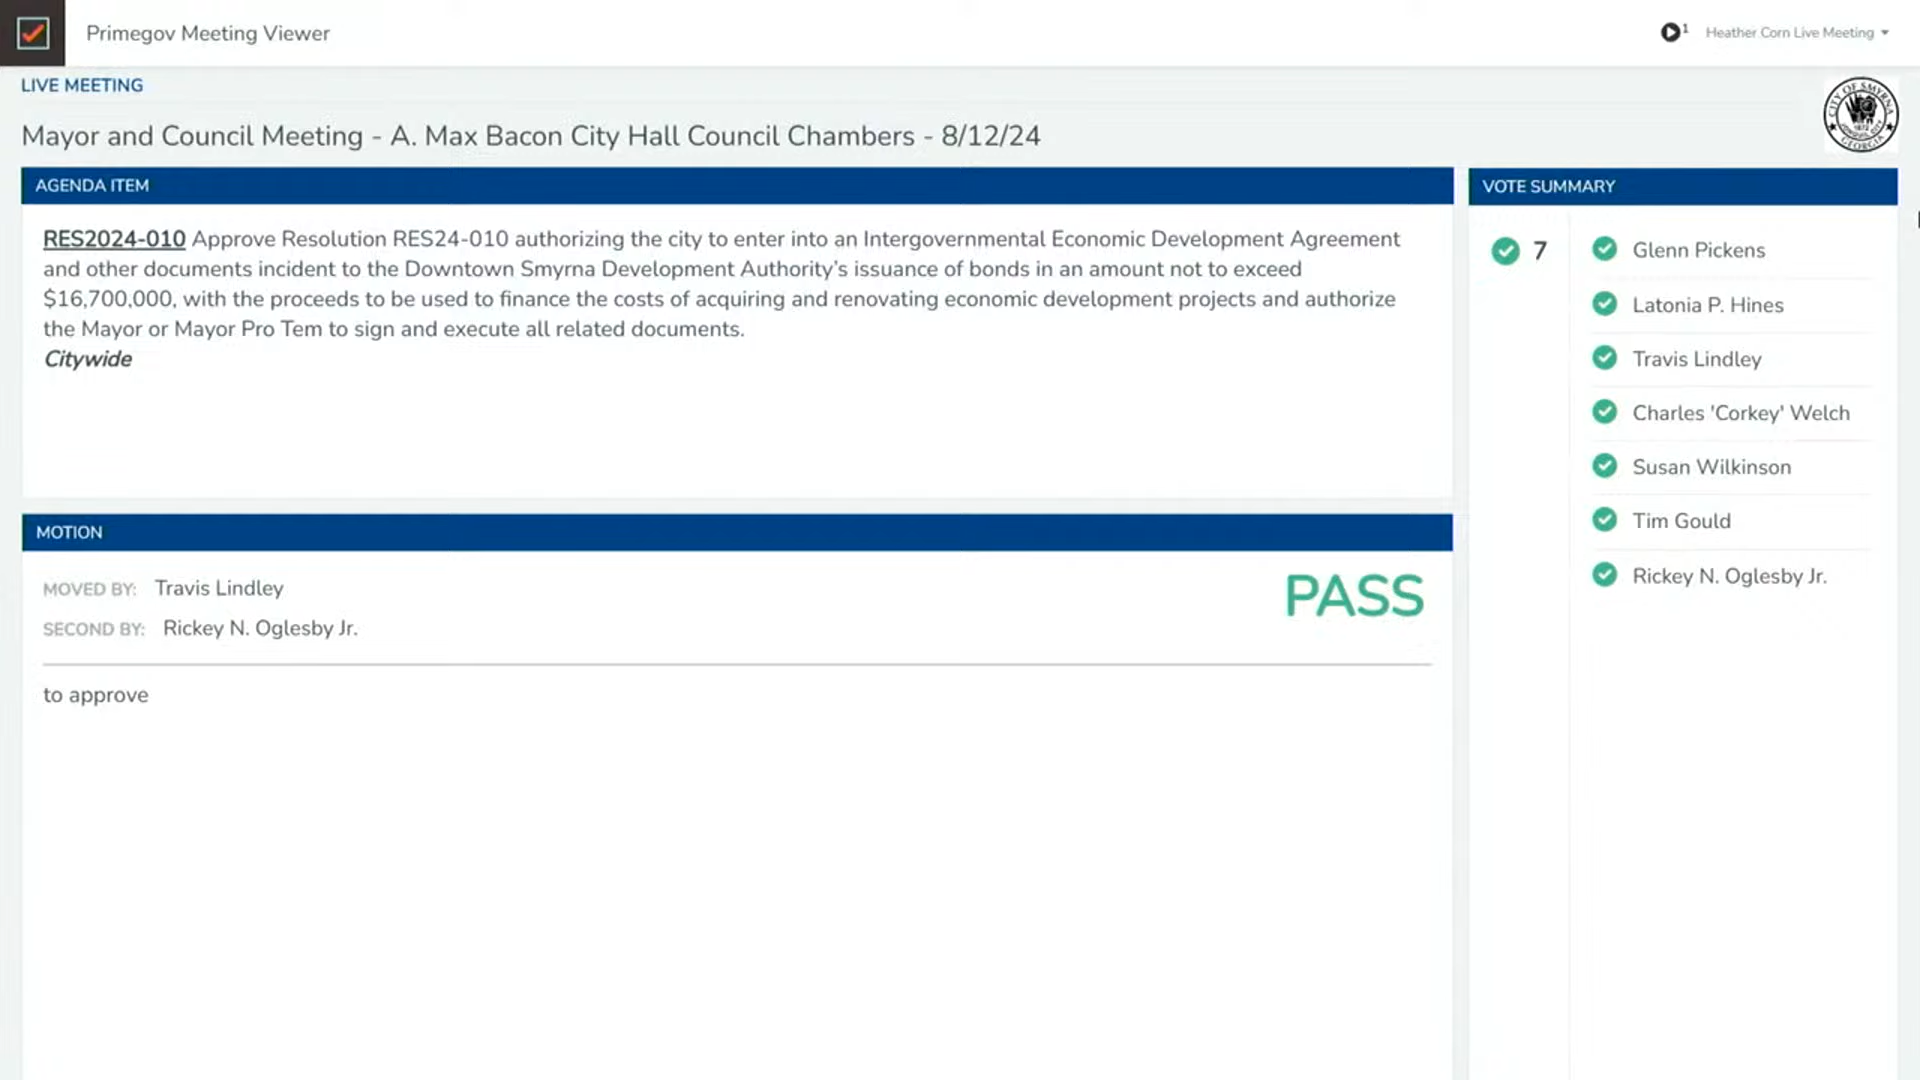 Primegov Meeting Viewer
1 Heather Corn Live Meeting
LIVE MEETING
Mayor and Council Meeting - A. Max Bacon City Hall Council Chambers - 8/12/24
CITY OF SMYRNA
GEORGIA
AGENDA ITEM
RES2024-010 Approve Resolution RES24-010 authorizing the city to enter into an Intergovernmental Economic Development Agreement
and other documents incident to the Downtown Smyrna Development Authority's issuance of bonds in an amount not to exceed
$16,700,000, with the proceeds to be used to finance the costs of acquiring and renovating economic development projects and authorize
the Mayor or Mayor Pro Tem to sign and execute all related documents.
Citywide
MOTION
MOVED BY: Travis Lindley
SECOND BY: Rickey N. Oglesby Jr.
PASS
to approve
VOTE SUMMARY
7
Glenn Pickens
Latonia P. Hines
Travis Lindley
Charles 'Corkey' Welch
Susan Wilkinson
Tim Gould
Rickey N. Oglesby Jr.